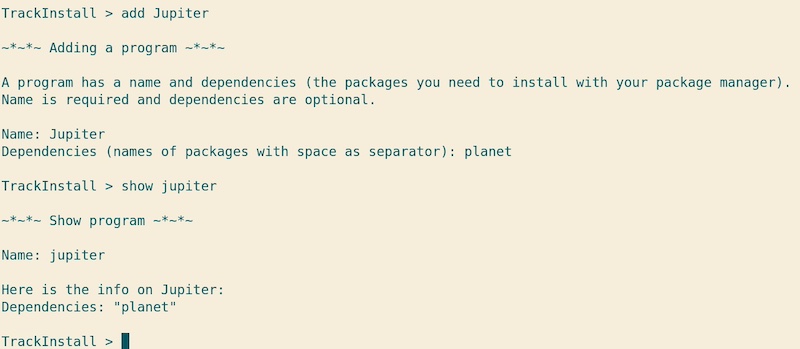 TrackInstall > add Jupiter
~*~*~ Adding a program ~*~*~
A program has a name and dependencies (the packages you need to install with your package manager).
Name is required and dependencies are optional.
Name: Jupiter
Dependencies (names of packages with space as separator): planet
TrackInstall > show jupiter
~*~*~ Show program ~*~*~
Name: jupiter
Here is the info on Jupiter:
Dependencies: "planet"
TrackInstall >